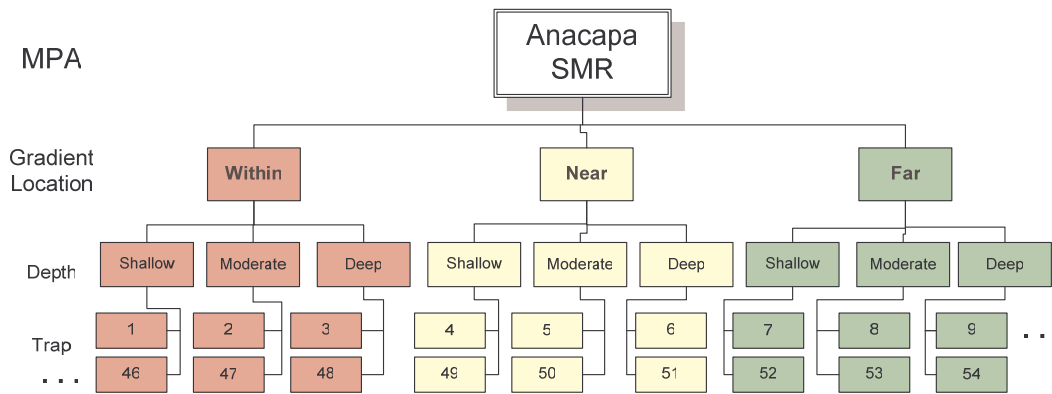 Anacapa
SMR
MPA
Gradient
Location
Within Near Far
Depth
Shallow Moderate Deep Shallow Moderate Deep Shallow Moderate Deep
Trap
1 2 3 4 5 6 7 8 9 . .
. . . 46 47 48 49 50 51 52 53 54